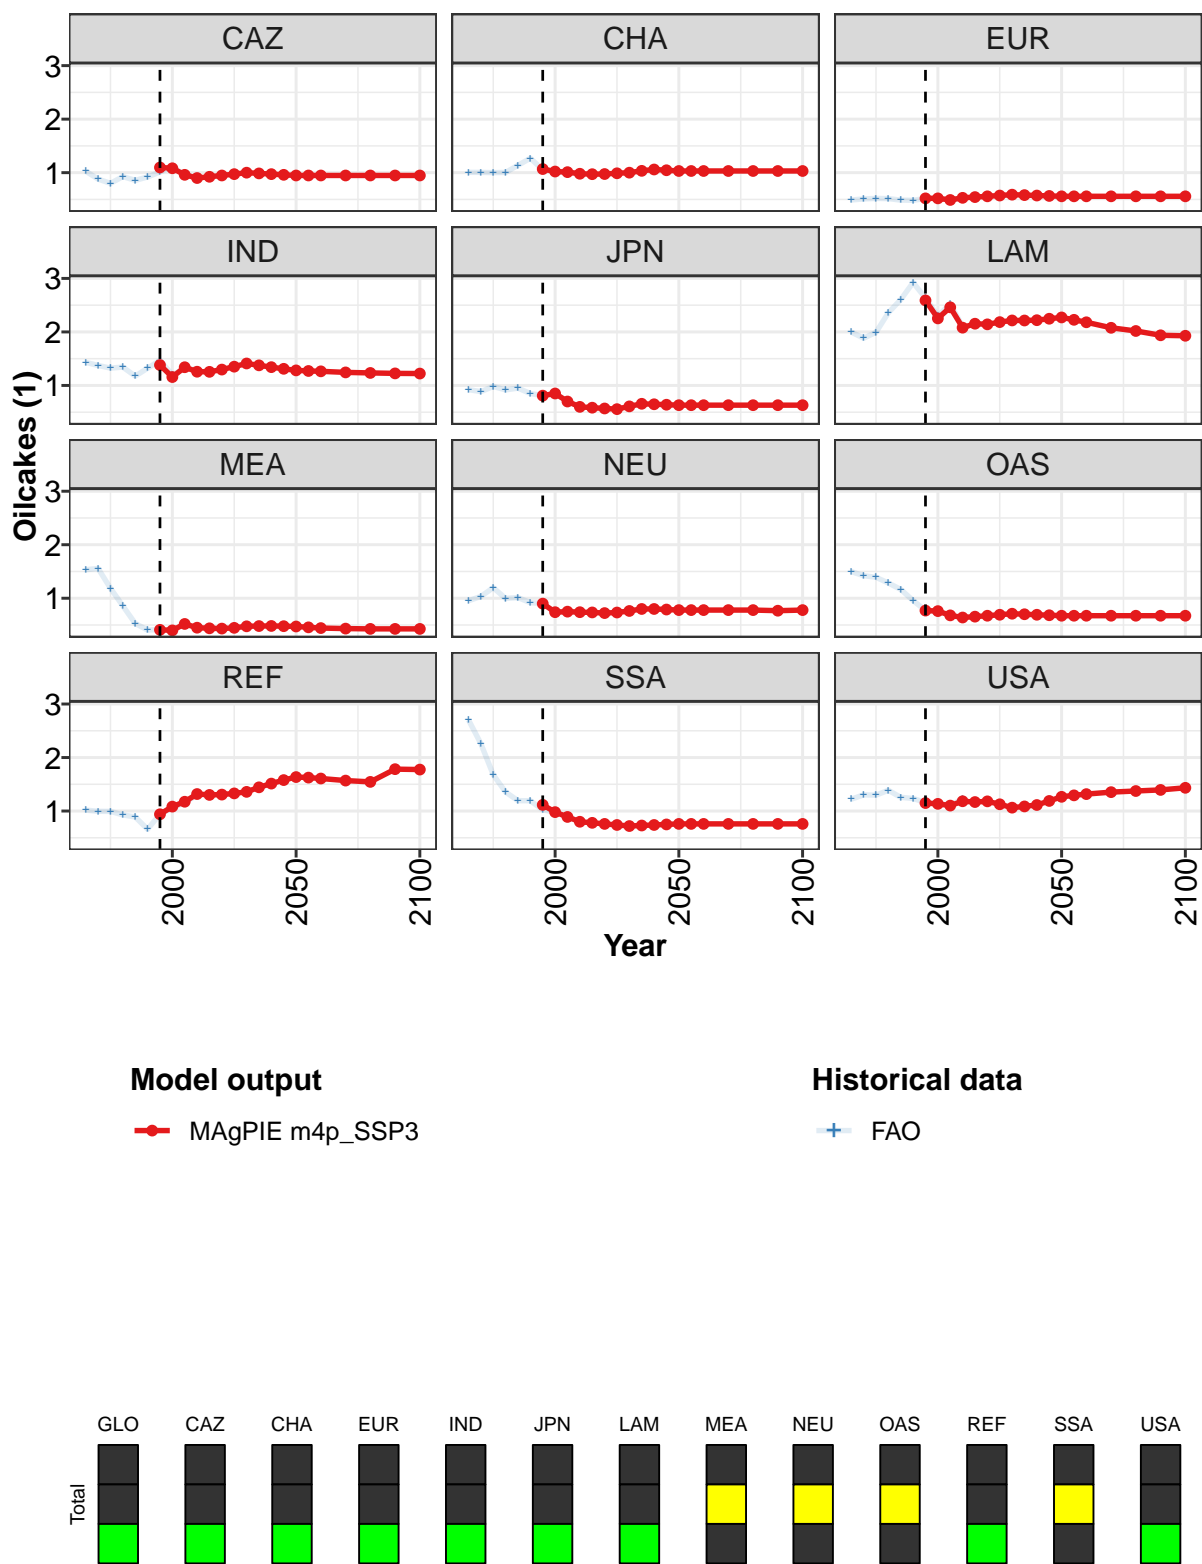 CAZ CHA EUR
3
2
1
IND JPN LAM
3
2
1
MEA NEU OAS
3
2
1
REF SSA USA
3
2
1
Oilcakes (1)
2000 2050 2100 2000 2050 2100 2000 2050 2100
Year
Model output Historical data
MAgPIE m4p_SSP3 FAO
GLO CAZ CHA EUR IND JPN LAM MEA NEU OAS REF SSA USA
Total